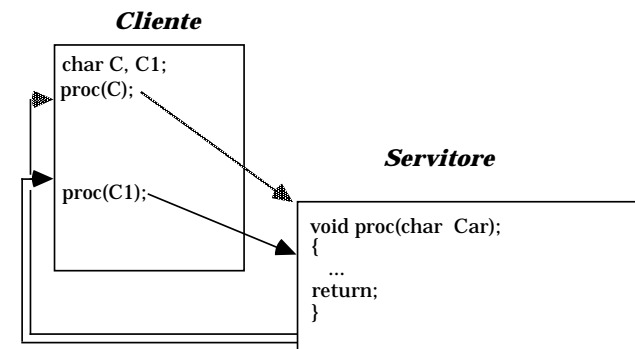 Cliente
char C, C1;
proc(C);
proc(C1);
Servitore
void proc(char Car);
{
...
return;
}